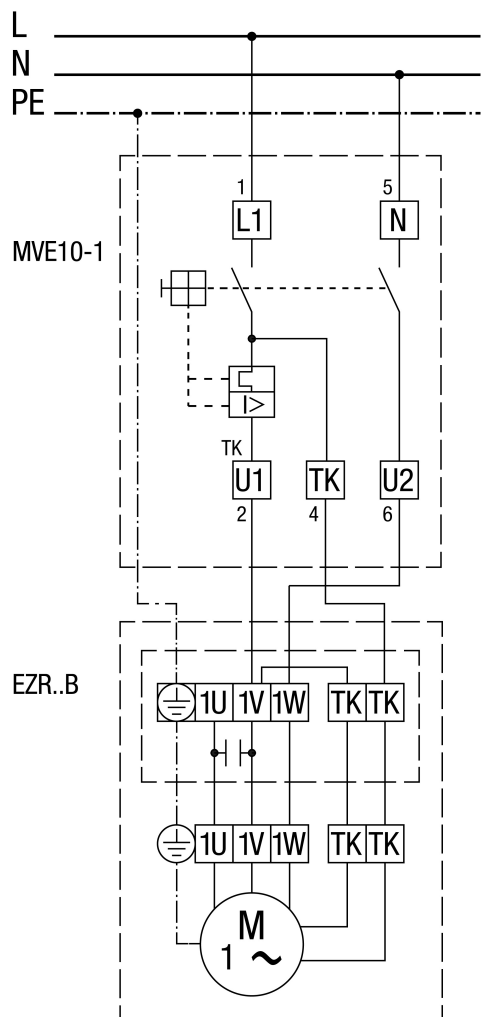 L
N
PE
1 5
L1 N
MVE10-1
I>
TK
U1 TK U2
2 4 6
EZR..B
1U 1V 1W TK TK
1U 1V 1W TK TK
M
1 ~